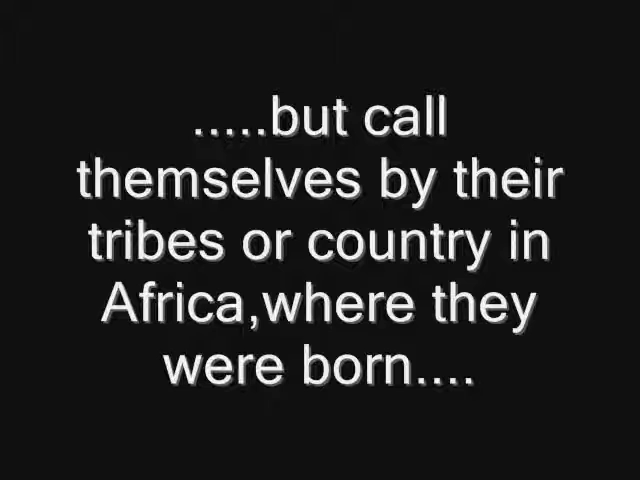 .....but call
themselves by their
tribes or country in
Africa,where they
were born....